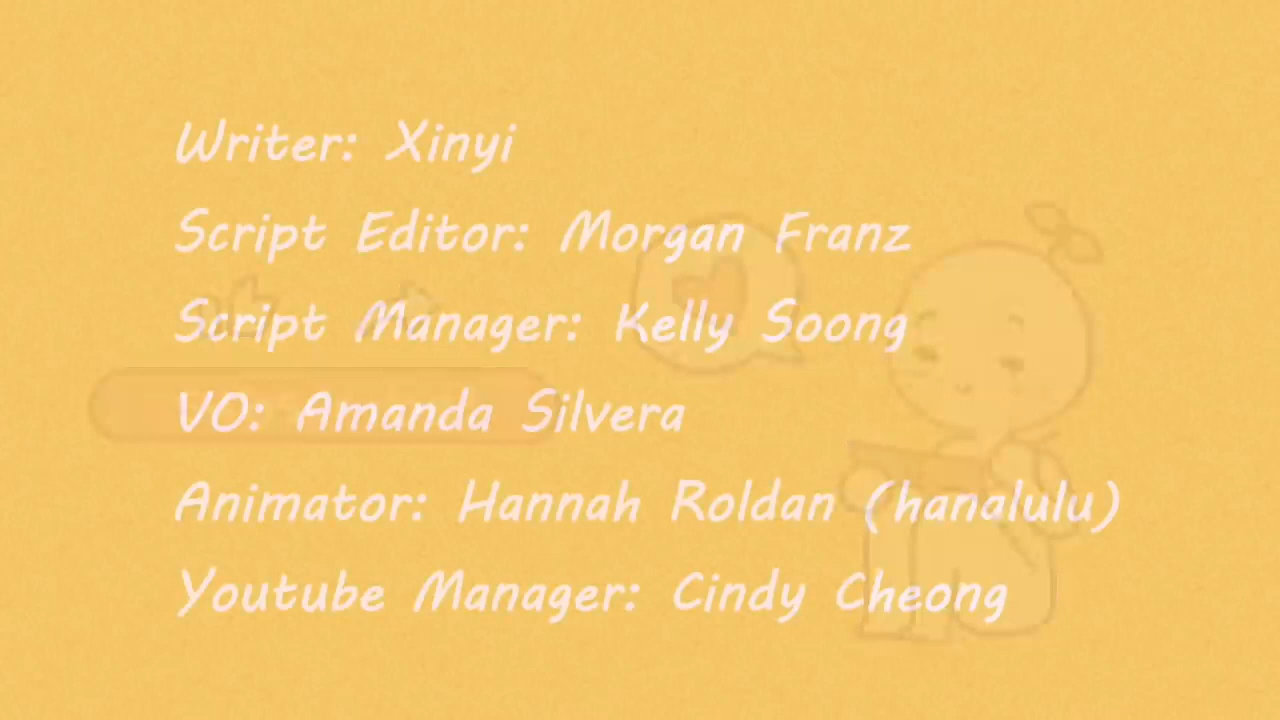 Writer: Xinyi
Script Editor: Morgan Franz
Script Manager: Kelly Soong
VO: Amanda Silvera
Animator: Hannah Roldan (hanalulu)
Youtube Manager: Cindy Cheong